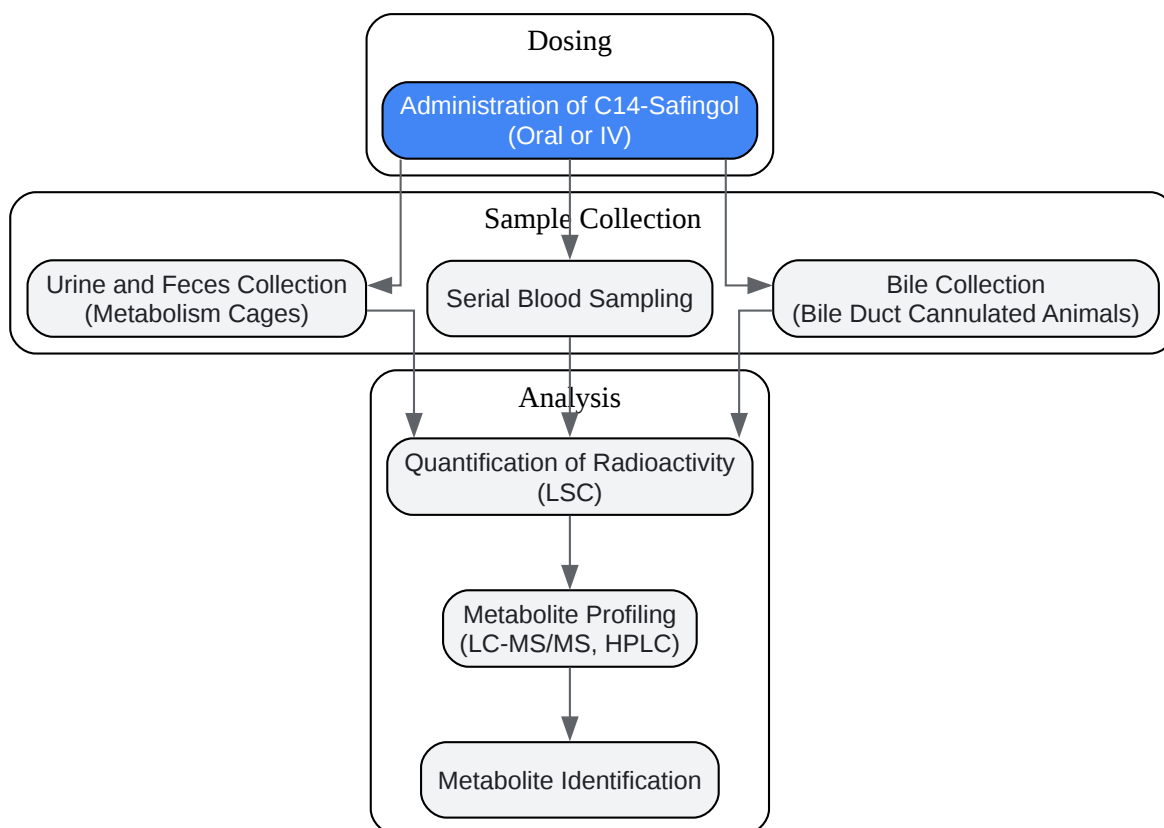 Dosing
Administration of C14-Safingol
(Oral or IV)
Sample Collection
Urine and Feces Collection
(Metabolism Cages)
Serial Blood Sampling
Bile Collection
(Bile Duct Cannulated Animals)
Analysis
Quantification of Radioactivity
(LSC)
Metabolite Profiling
(LC-MS/MS, HPLC)
Metabolite Identification